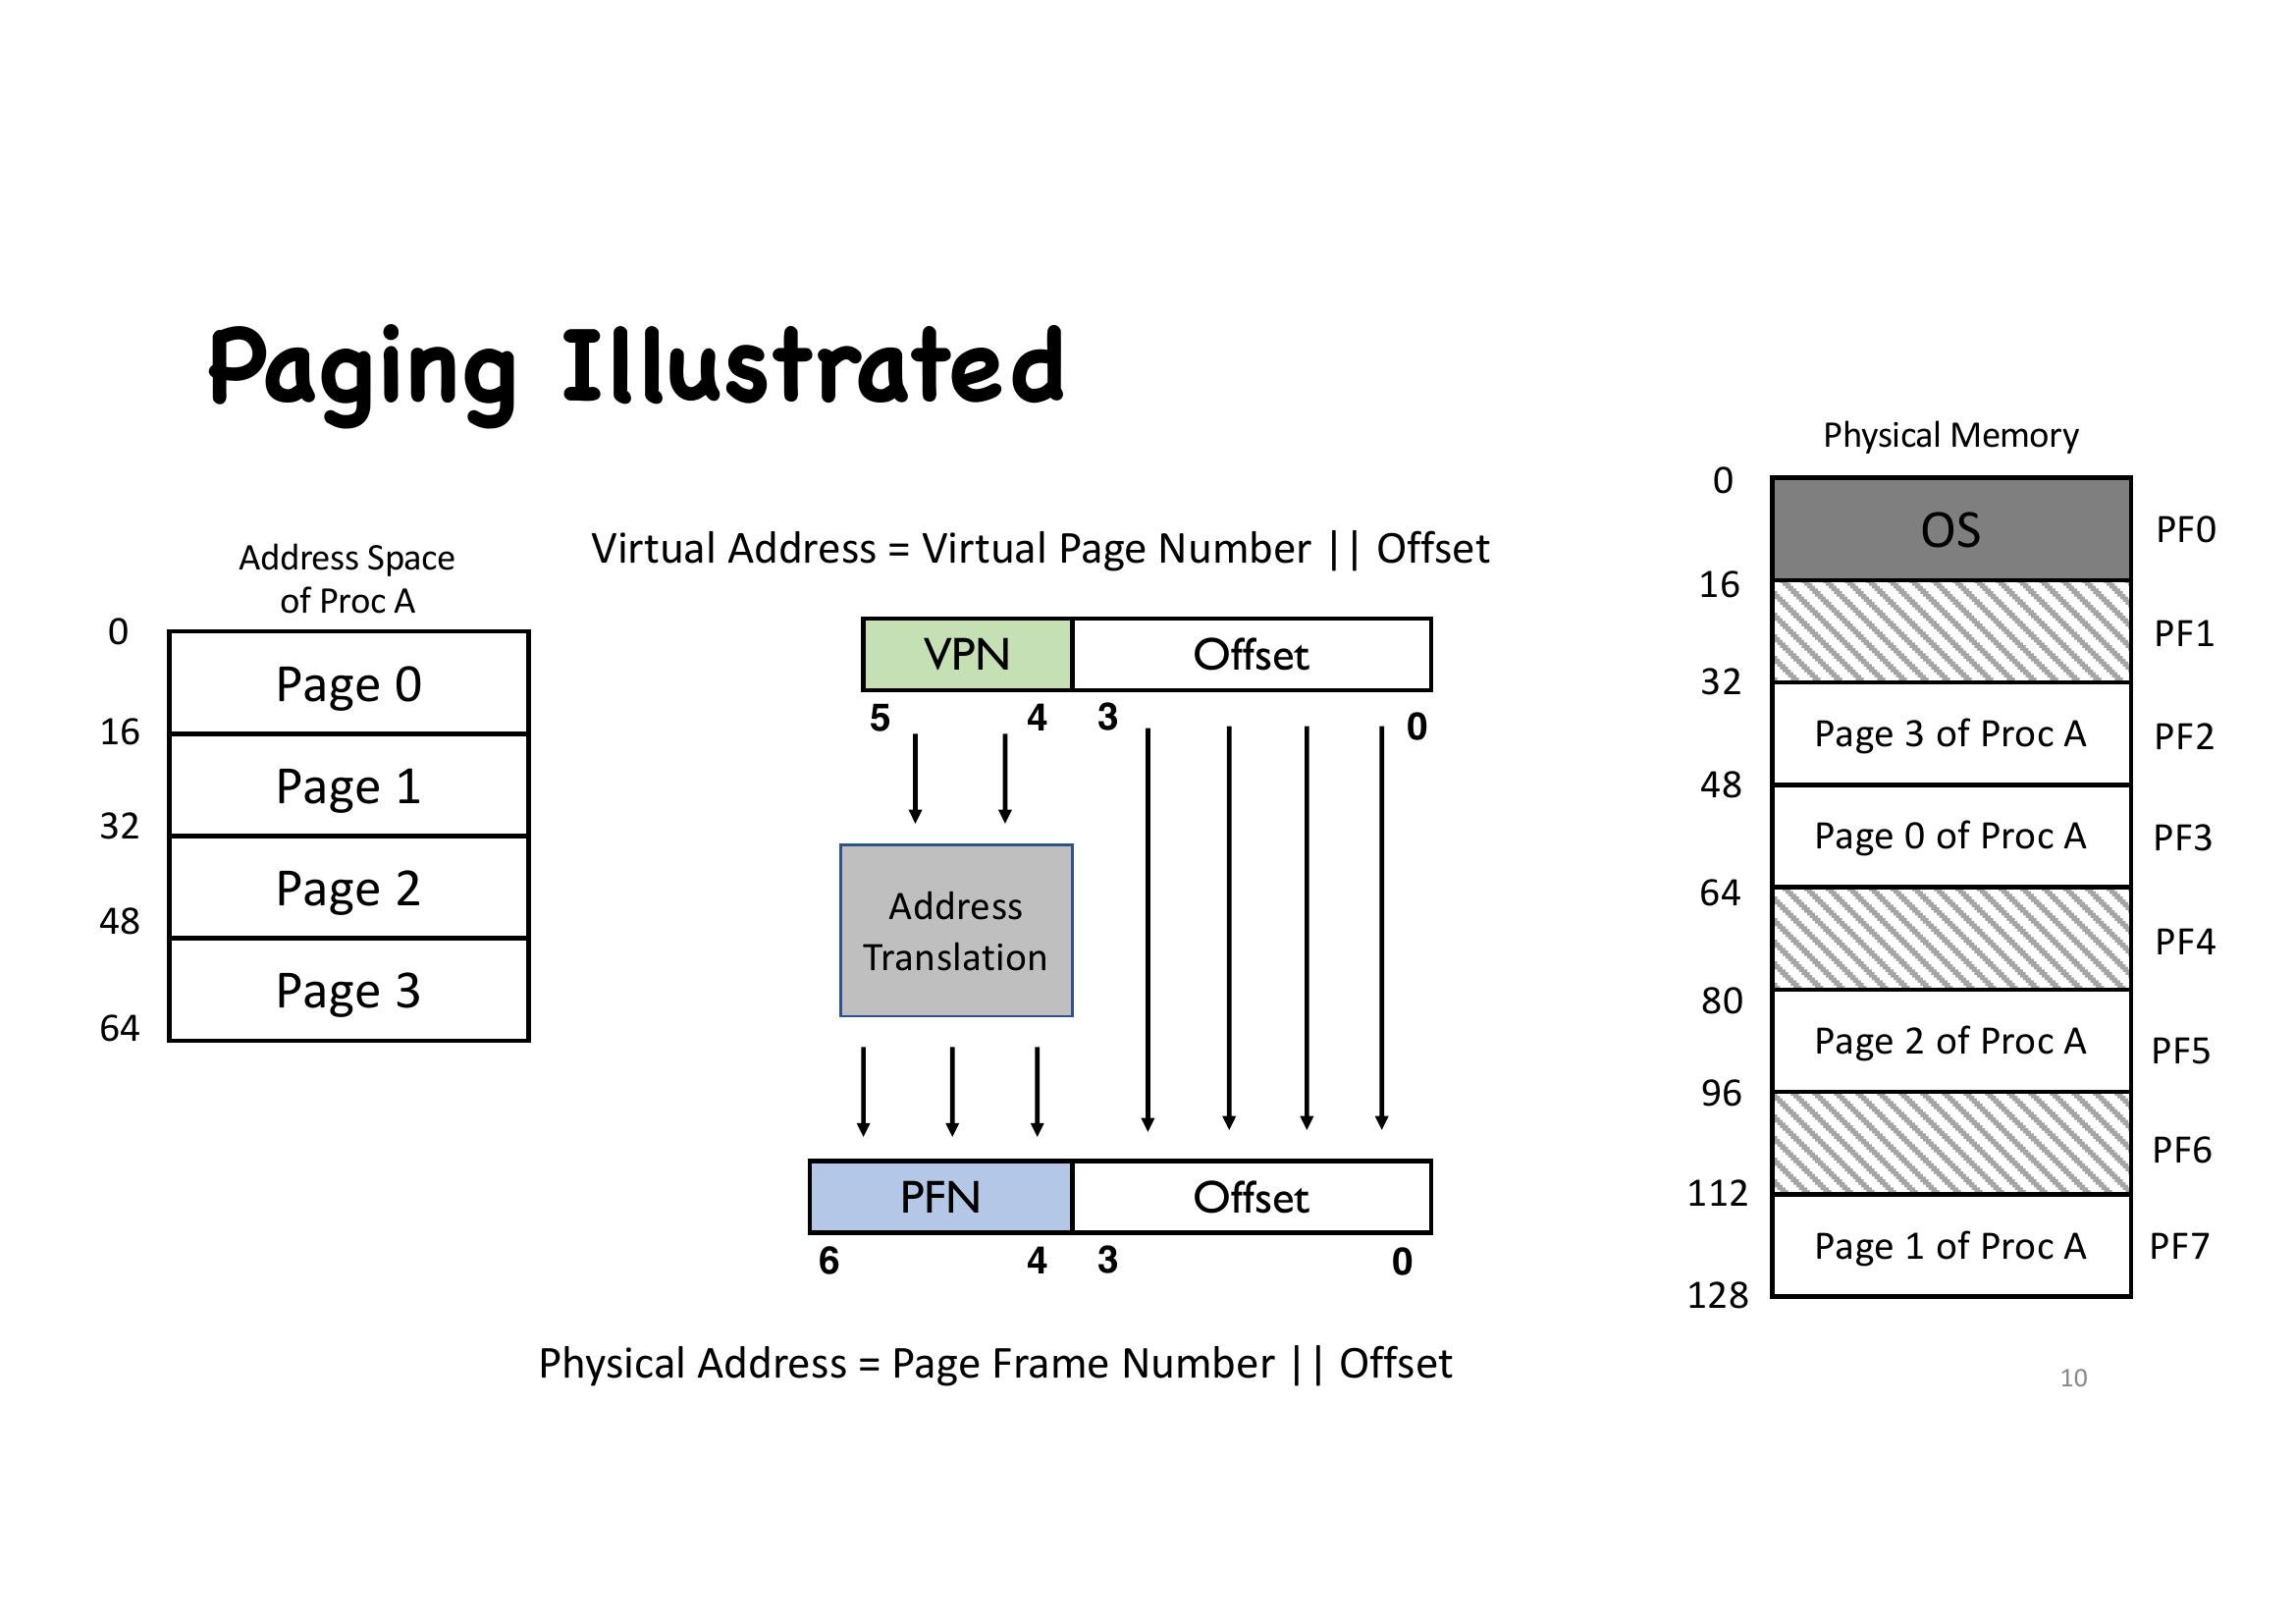 Paging Illustrated
Address Space
of Proc A
0
Page 0
16
Page 1
32
Page 2
48
Page 3
64
Virtual Address = Virtual Page Number || Offset
VPN Offset
5 4 3 0
Address
Translation
PFN Offset
6 4 3 0
Physical Address = Page Frame Number || Offset
Physical Memory
0
OS PF0
16
PF1
32
Page 3 of Proc A PF2
48
Page 0 of Proc A PF3
64
PF4
80
Page 2 of Proc A PF5
96
PF6
112
Page 1 of Proc A PF7
128
10